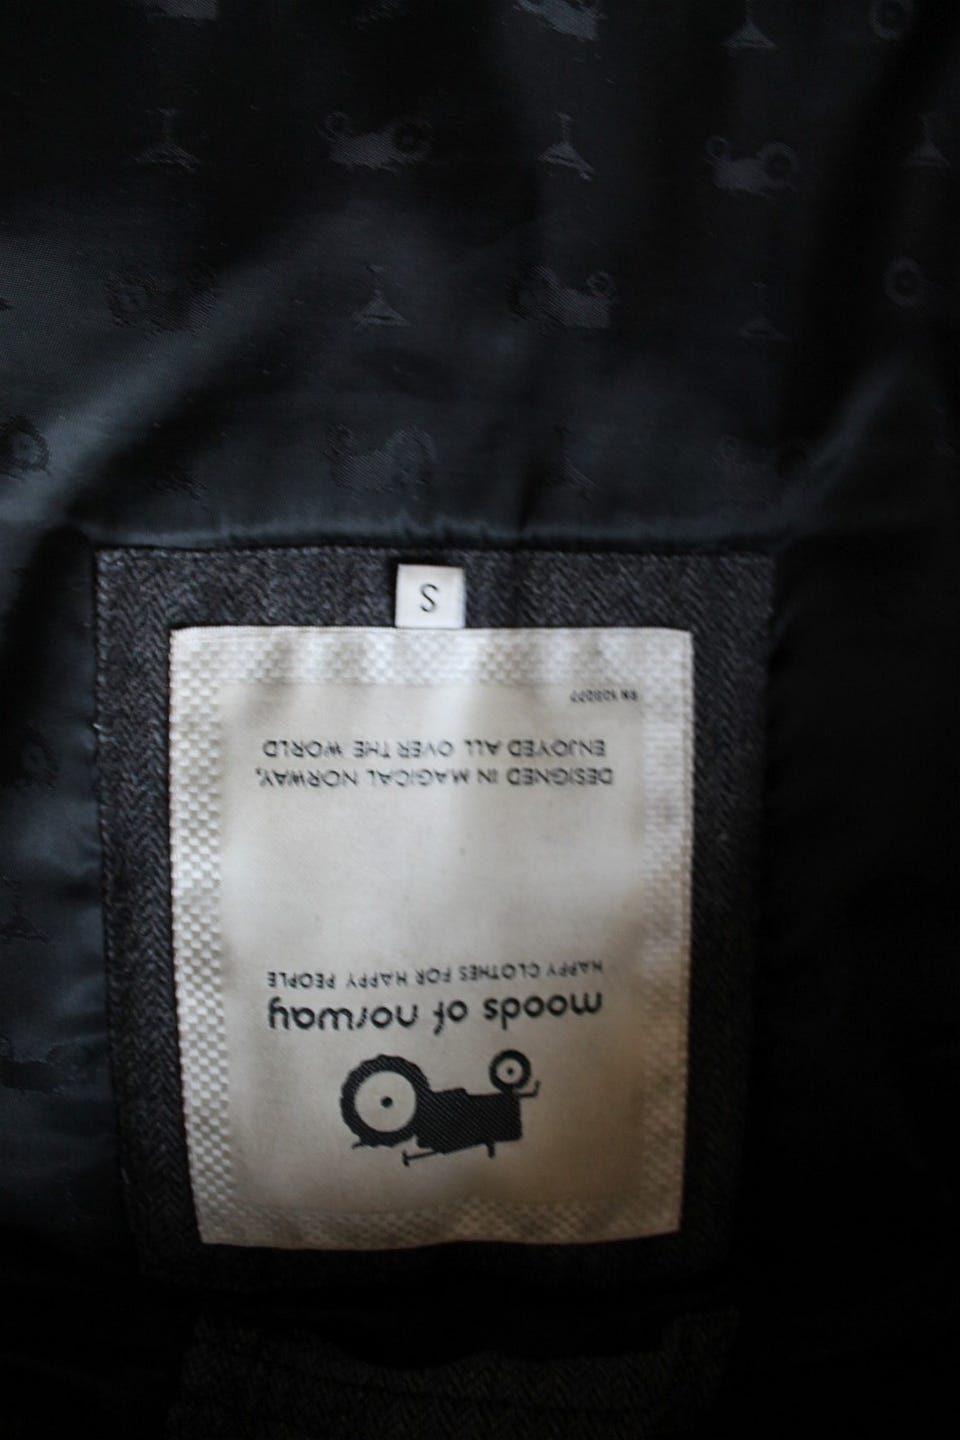 moods of norway
HAPPY CLOTHES FOR HAPPY PEOPLE
DESIGNED IN MAGICAL NORWAY,
ENJOYED ALL OVER THE WORLD
S